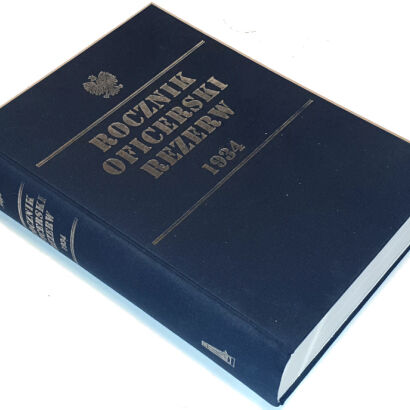 ROCZNIK
OFICERSKI
REZERW
1934
ROCZNIK
OFICERSKI
REZERW
1934